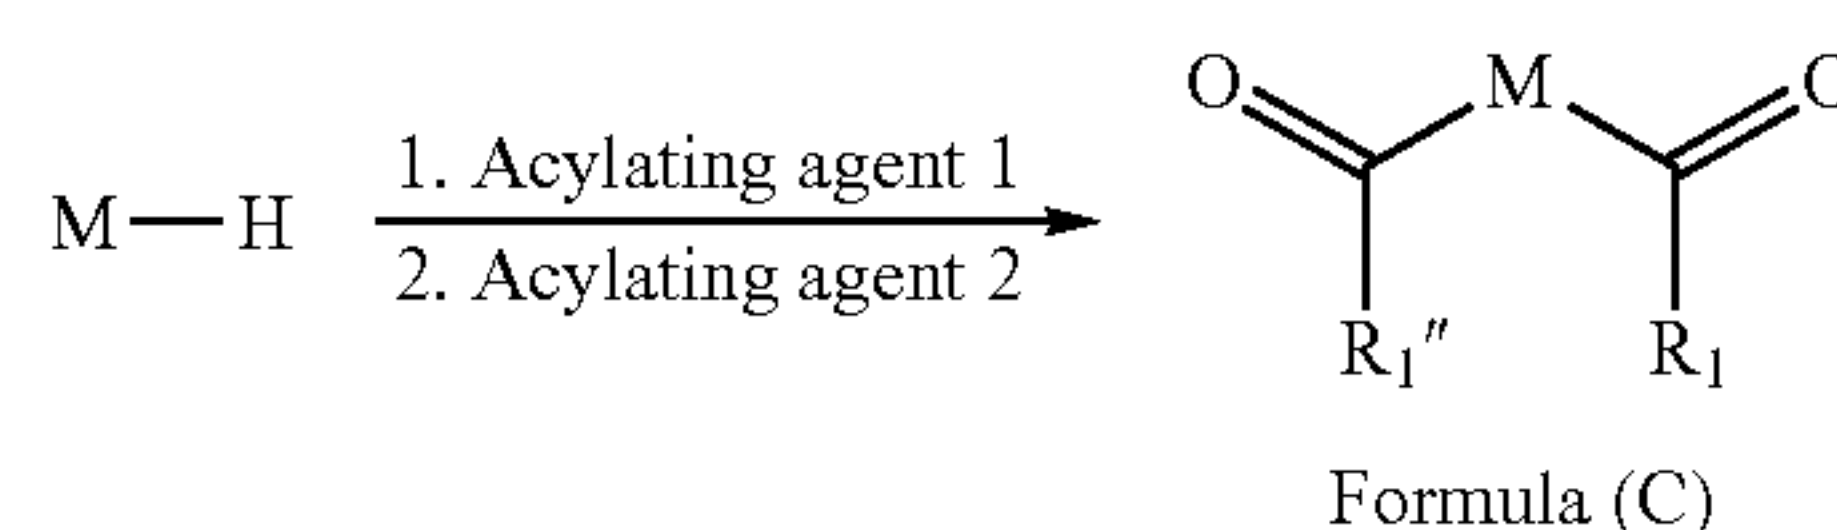 O M O
1. Acylating agent 1
M—H
2. Acylating agent 2
R₁″ R₁
Formula (C)